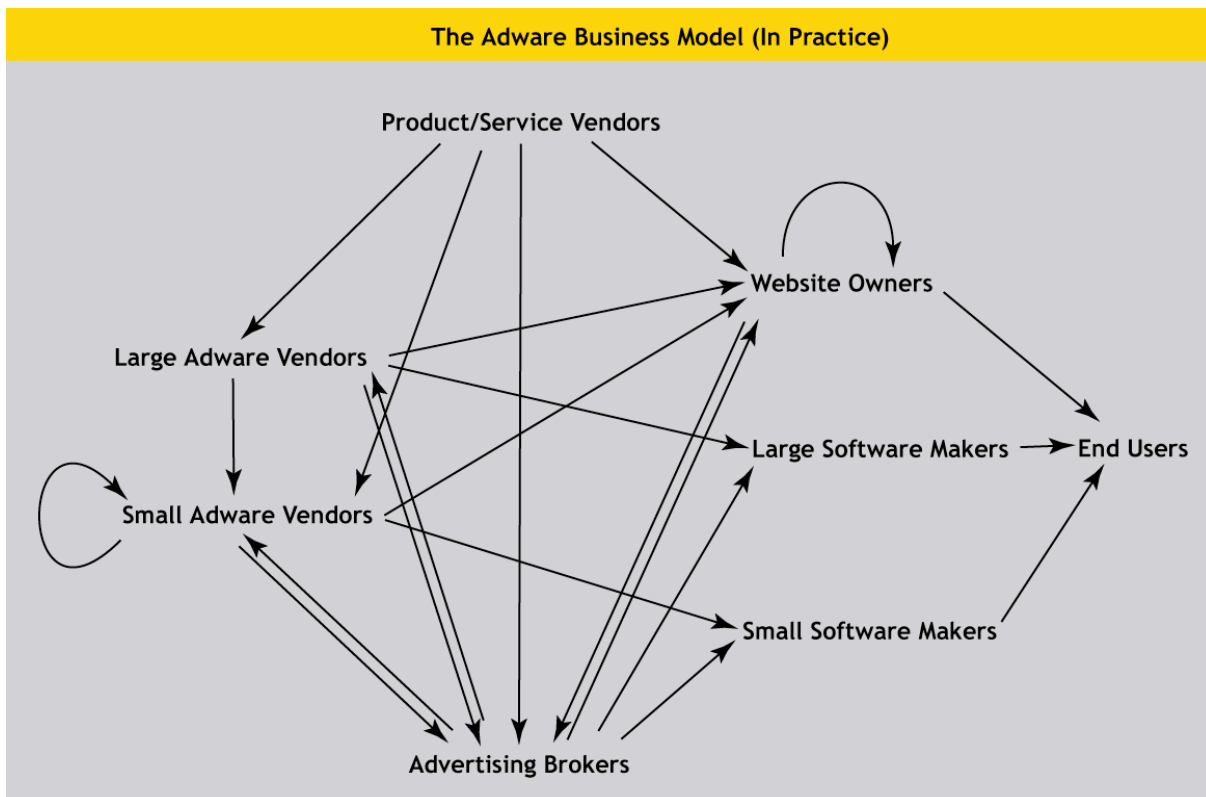 The Adware Business Model (In Practice)
Product/Service Vendors
Website Owners
Large Adware Vendors
Large Software Makers
End Users
Small Adware Vendors
Small Software Makers
Advertising Brokers